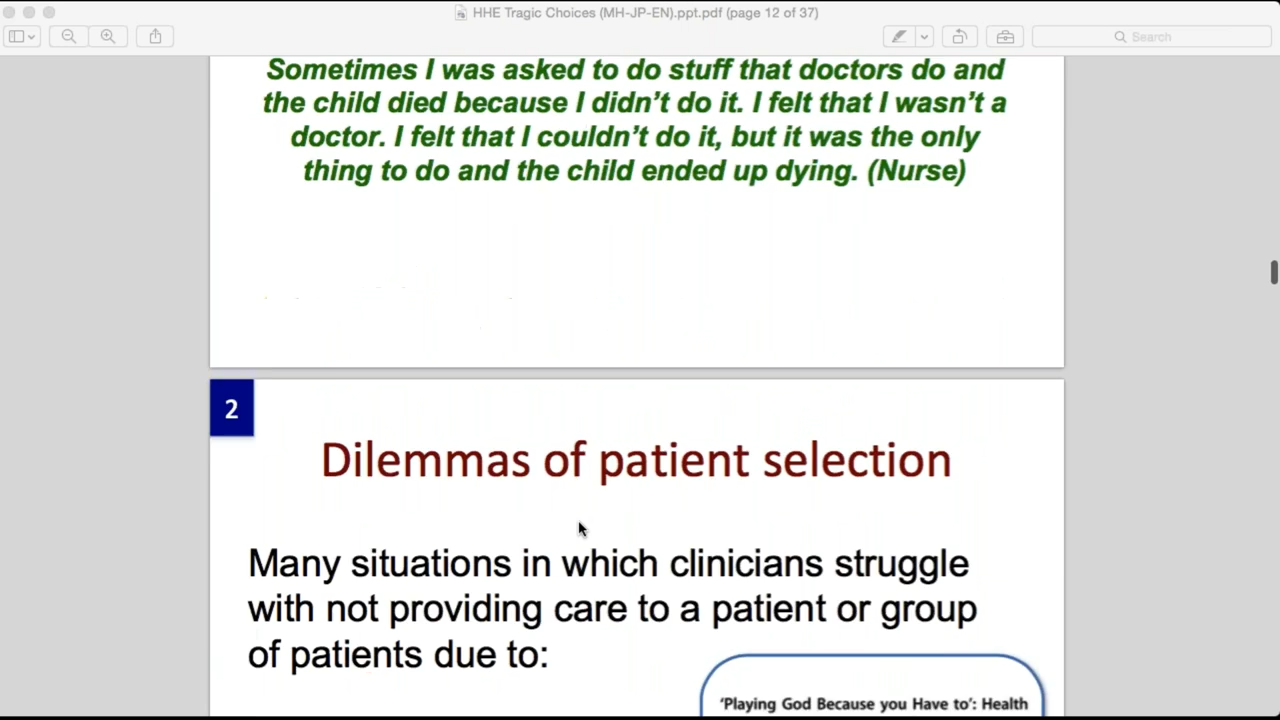 HHE Tragic Choices (MH-JP-EN).ppt.pdf (page 12 of 37)
Search
Sometimes I was asked to do stuff that doctors do and
the child died because I didn’t do it. I felt that I wasn’t a
doctor. I felt that I couldn’t do it, but it was the only
thing to do and the child ended up dying. (Nurse)
2
Dilemmas of patient selection
Many situations in which clinicians struggle
with not providing care to a patient or group
of patients due to:
‘Playing God Because you Have to’: Health